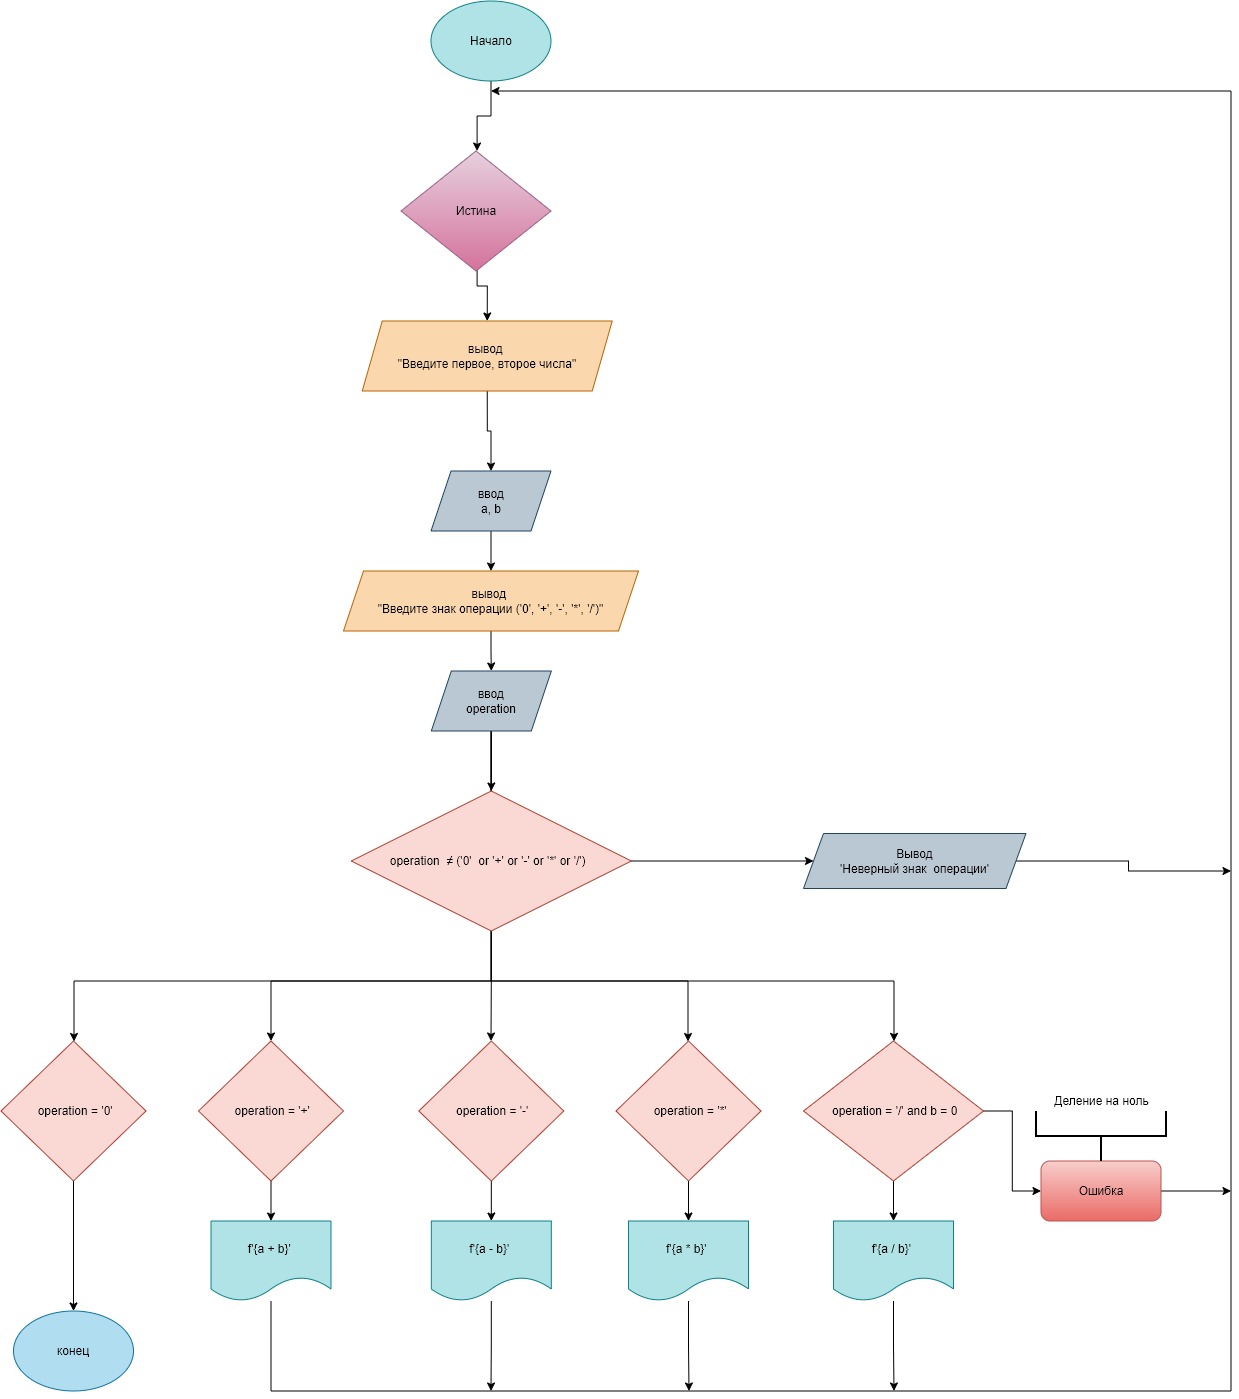 Начало
Истина
вывод
"Введите первое, второе числа"
ввод
a, b
вывод
"Введите знак операции ('0', '+', '-', '*', '/')"
ввод
operation
operation ≠ ('0' or '+' or '-' or '*' or '/')
Вывод
'Неверный знак операции'
operation = '0'
operation = '+'
operation = '-'
operation = '*'
operation = '/' and b = 0
Деление на ноль
Ошибка
f'{a + b}'
f'{a - b}'
f'{a * b}'
f'{a / b}'
конец